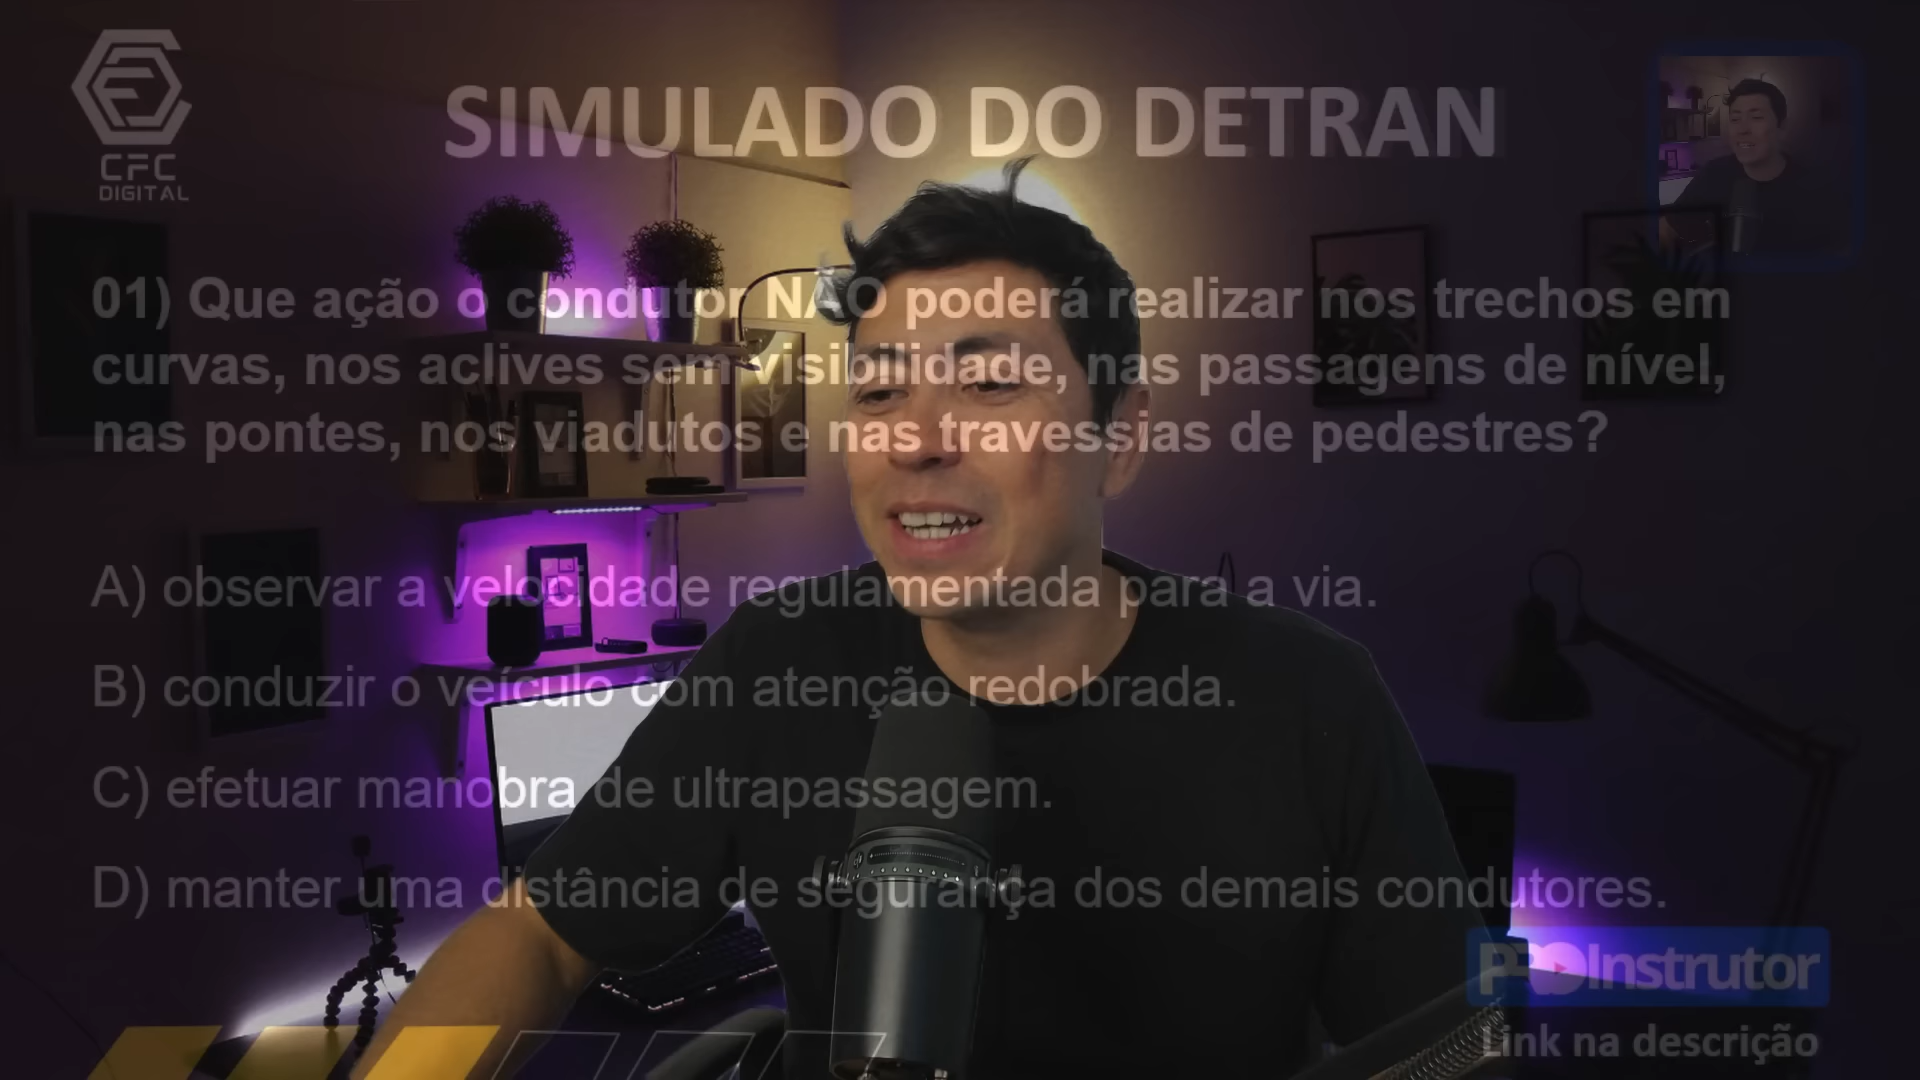 CFC
DIGITAL
SIMULADO DO DETRAN
01) Que ação o condutor NÃO poderá realizar nos trechos em
curvas, nos aclives sem visibilidade, nas passagens de nível,
nas pontes, nos viadutos e nas travessias de pedestres?
A) observar a velocidade regulamentada para a via.
B) conduzir o veículo com atenção redobrada.
C) efetuar manobra de ultrapassagem.
D) manter uma distância de segurança dos demais condutores.
PROInstrutor
Link na descrição